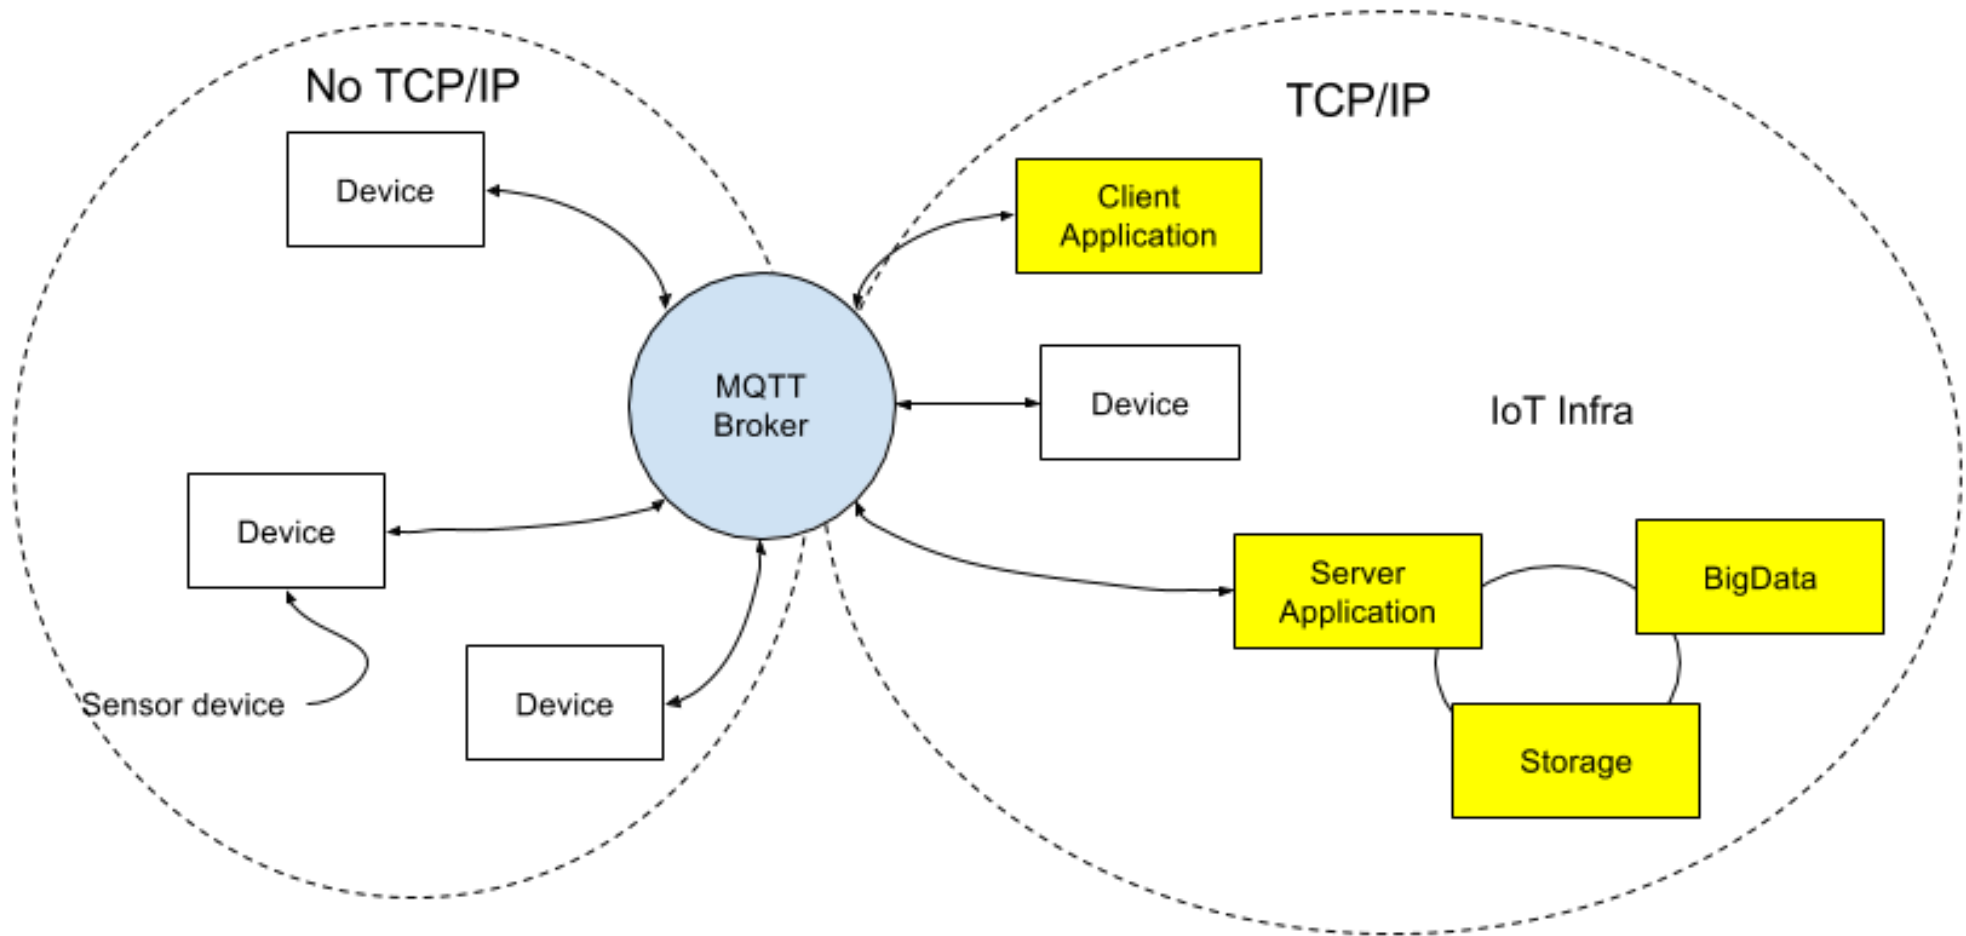 No TCP/IP
TCP/IP
Device
Client
Application
MQTT
Broker
Device
IoT Infra
Device
Server
Application
BigData
Sensor device
Device
Storage